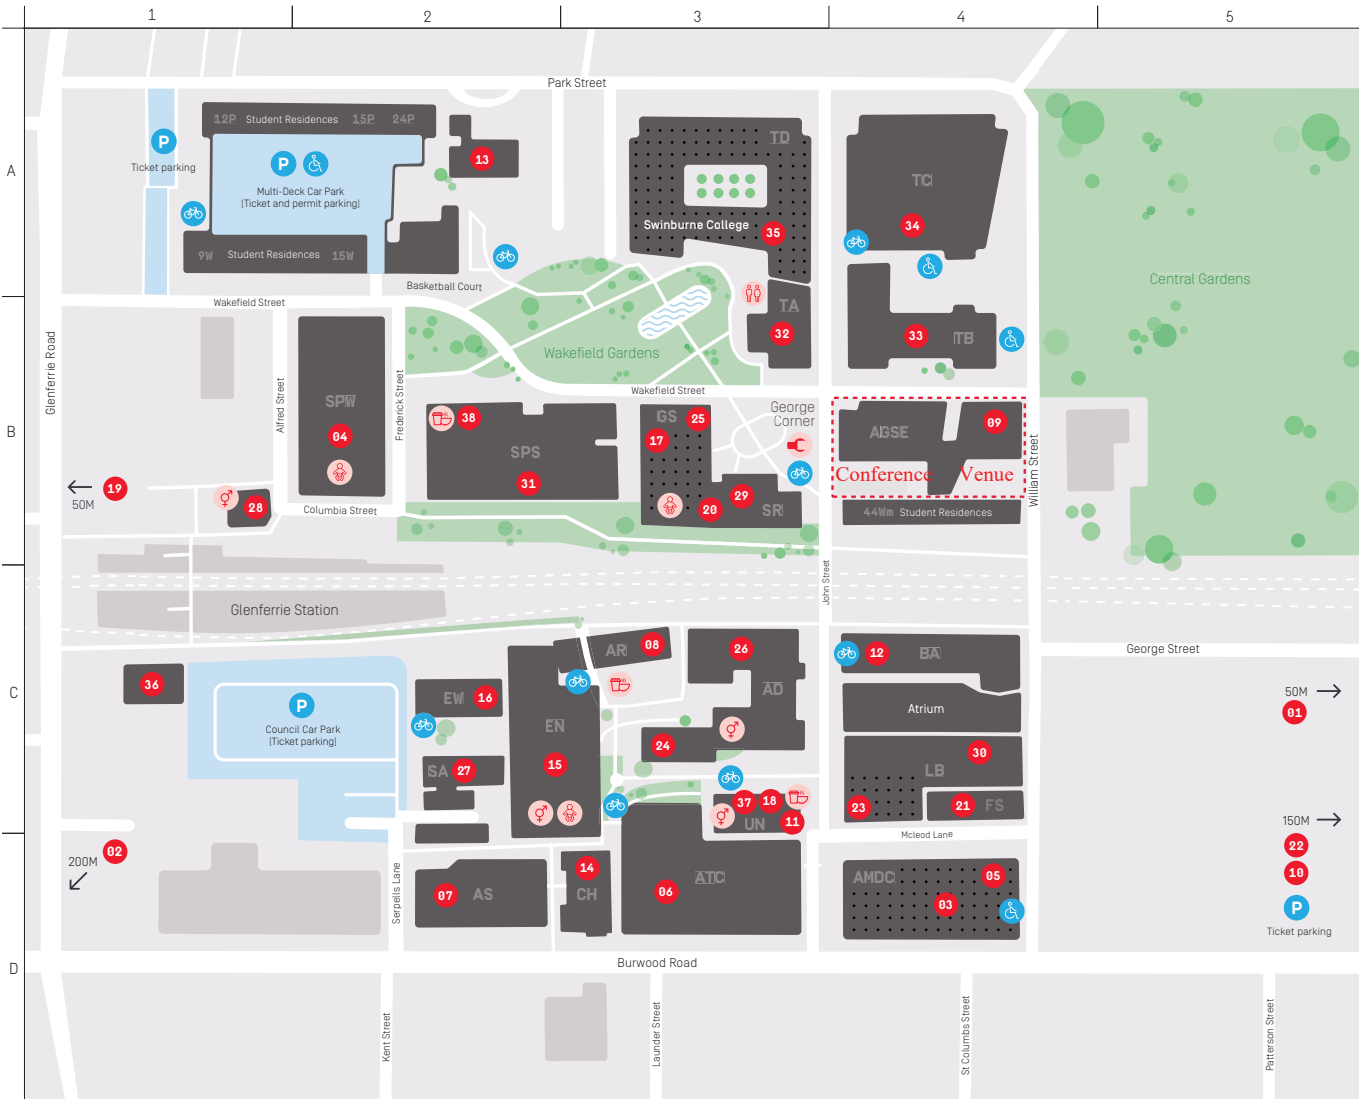 1 2 3 4 5
Park Street
12P Student Residences 15P 24P
P
Ticket parking
P
Multi-Deck Car Park
(Ticket and permit parking)
13
A
9W Student Residences 15W
Basketball Court
TD
Swinburne College
35
TC
34
Central Gardens
Wakefield Street
TA
32
33
TB
Wakefield Gardens
Glenferrie Road
Alfred Street
Frederick Street
Wakefield Street
SPW
04
38
SPS
31
GS
25
17
George
Corner
29
20
SR
AGSE
09
Conference Venue
44Wm Student Residences
William Street
B
19
50M
28
Columbia Street
John Street
Glenferrie Station
George Street
36
P
Council Car Park
(Ticket parking)
C
EW 16
SA 27
EN
15
AR 08
26
AD
24
37 18
UN 11
12 BA
Atrium
30
LB
23
21 FS
Mcleod Lane
50M
01
150M
22
10
P
Ticket parking
02
200M
Serpells Lane
07 AS
14
CH
06 ATC
AMDC 05
03
D
Burwood Road
Kent Street
Launder Street
St Columbs Street
Patterson Street